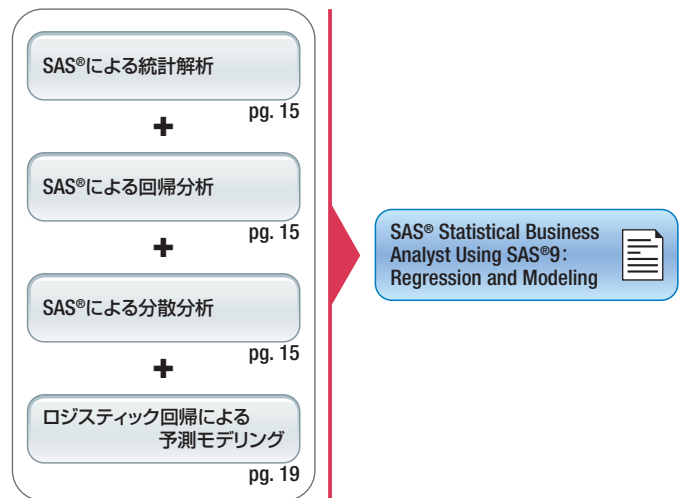 SAS®による統計解析
pg. 15
+
SAS®による回帰分析
pg. 15
+
SAS®による分散分析
pg. 15
+
ロジスティック回帰による
予測モデリング
pg. 19
SAS® Statistical Business
Analyst Using SAS®9:
Regression and Modeling